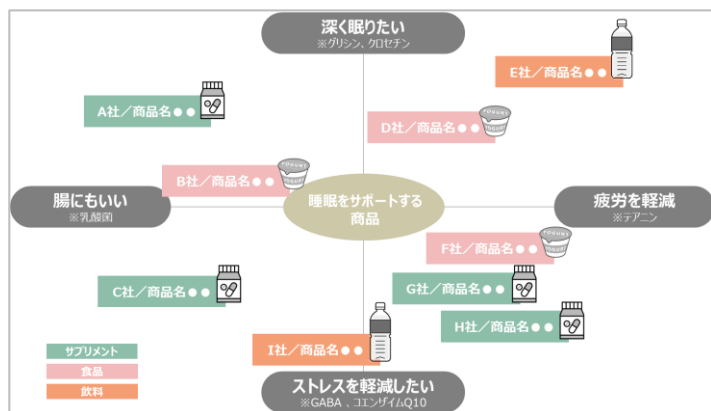 深く眠りたい
※グリシン、クロセチン
E社／商品名●●
A社／商品名●●
D社／商品名●●
YOGURT
YOGURT
B社／商品名●●
YOGURT
YOGURT
腸にもいい
※乳酸菌
睡眠をサポートする
商品
疲労を軽減
※テアニン
F社／商品名●●
YOGURT
YOGURT
C社／商品名●●
G社／商品名●●
H社／商品名●●
I社／商品名●●
サプリメント
食品
飲料
ストレスを軽減したい
※GABA 、コエンザイムQ10